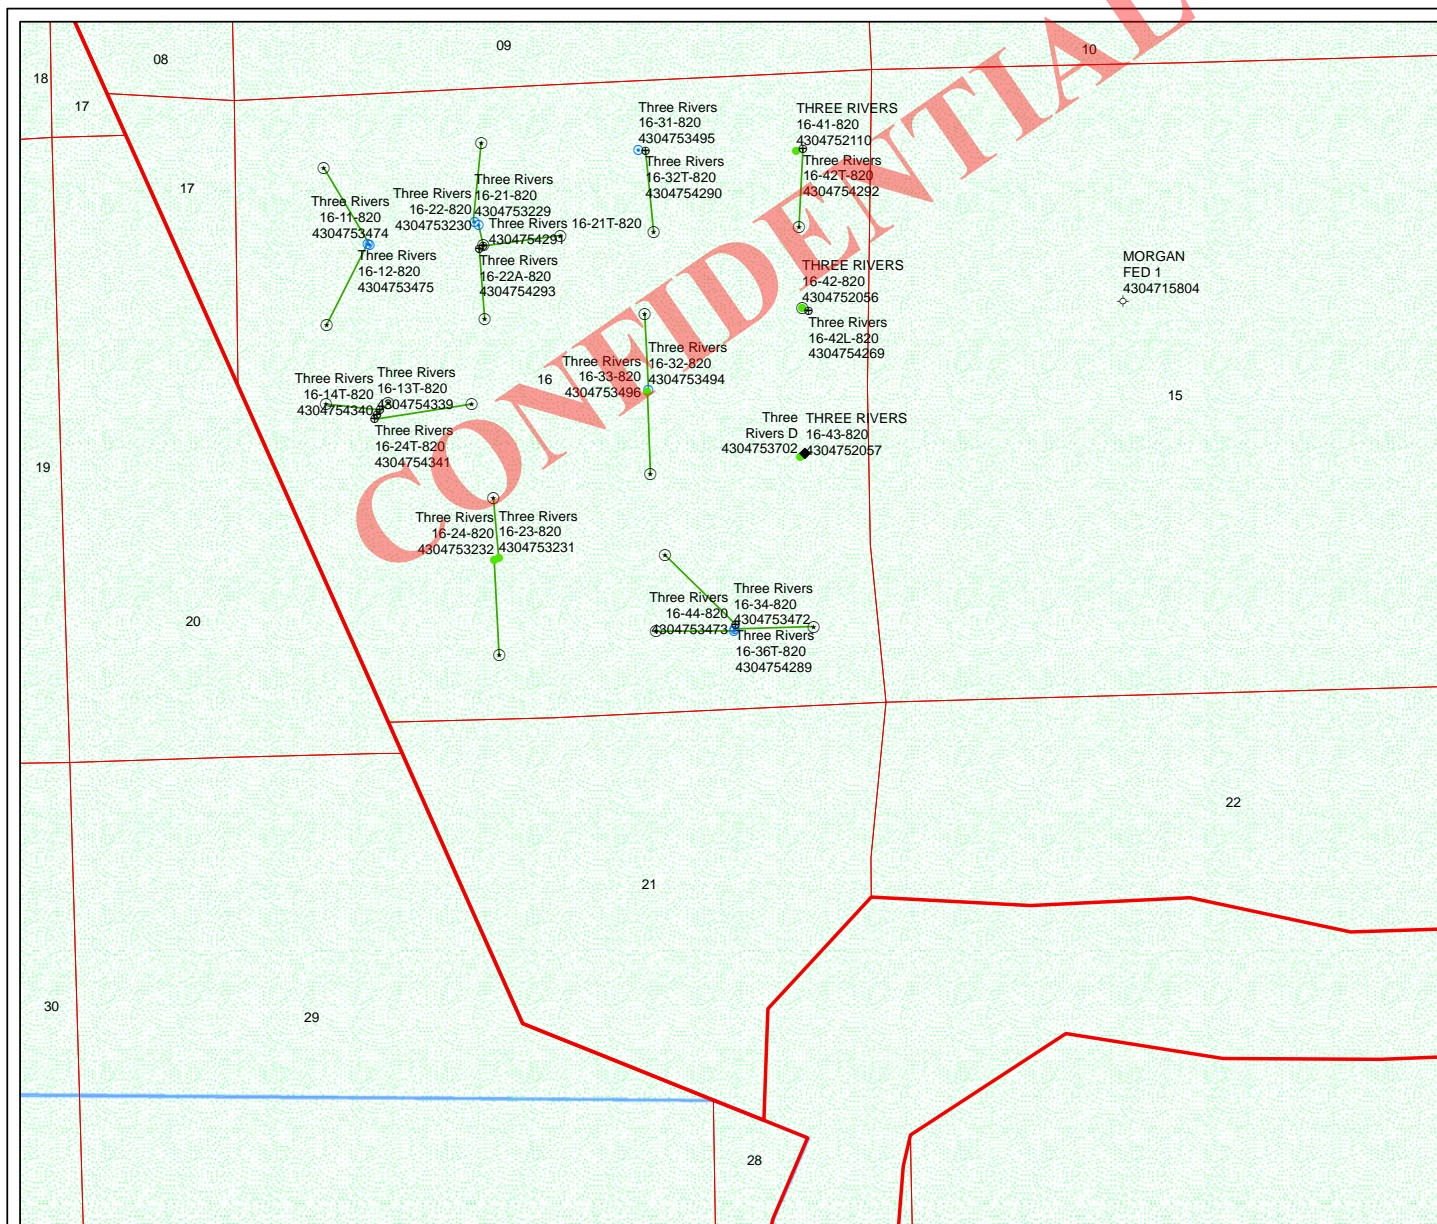 09
10
08
18
17
17
Three Rivers
16-31-820
4304753495
THREE RIVERS
16-41-820
4304752110
Three Rivers
16-32T-820
4304754290
Three Rivers
16-42T-820
4304754292
Three Rivers
16-11-820
4304753474
Three Rivers
16-22-820
4304753230
Three Rivers
16-21-820
4304753229
Three Rivers 16-21T-820
4304754291
Three Rivers
16-12-820
4304753475
Three Rivers
16-22A-820
4304754293
THREE RIVERS
16-42-820
4304752056
Three Rivers
16-42L-820
4304754269
MORGAN
FED 1
4304715804
Three Rivers
16-33-820
4304753496
Three Rivers
16-32-820
4304753494
16
15
Three Rivers
16-14T-820
4304754340
Three Rivers
16-13T-820
4304754339
Three Rivers
16-24T-820
4304754341
Three
Rivers D
4304753702
THREE RIVERS
16-43-820
4304752057
19
Three Rivers
16-24-820
4304753232
Three Rivers
16-23-820
4304753231
Three Rivers
16-44-820
4304753473
Three Rivers
16-34-820
4304753472
Three Rivers
16-36T-820
4304754289
20
22
21
30
29
28
CONFIDENTIAL